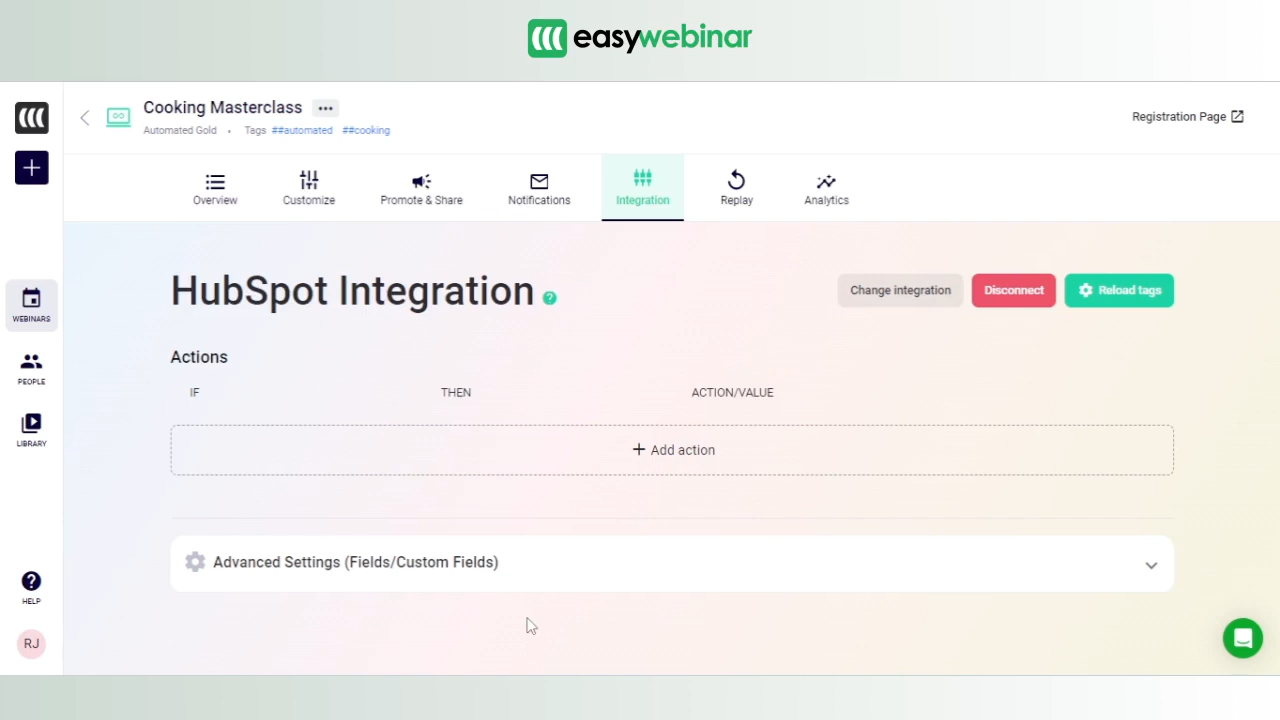 easywebinar
Cooking Masterclass •••
Automated Gold • Tags ##automated ##cooking
Registration Page
Overview
Customize
Promote & Share
Notifications
Integration
Replay
Analytics
WEBINARS
PEOPLE
LIBRARY
HELP
RJ
HubSpot Integration ?
Change integration
Disconnect
Reload tags
Actions
IF THEN ACTION/VALUE
+ Add action
Advanced Settings (Fields/Custom Fields)